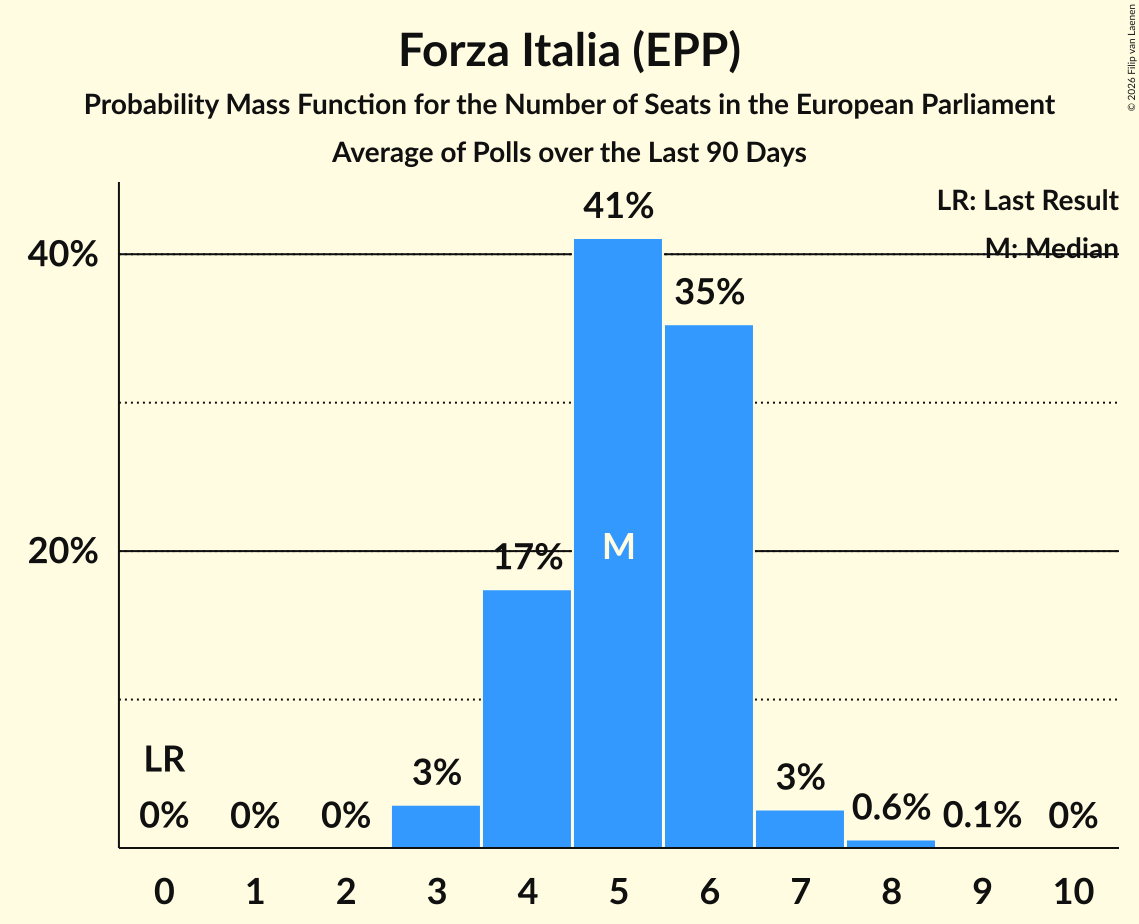 Forza Italia (EPP)
Probability Mass Function for the Number of Seats in the European Parliament
Average of Polls over the Last 90 Days
© 2026 Filip van Laenen
LR: Last Result
M: Median
41%
40%
35%
20%
17%
M
LR
0%
0%
0%
3%
3%
0.6%
0.1%
0%
0 1 2 3 4 5 6 7 8 9 10